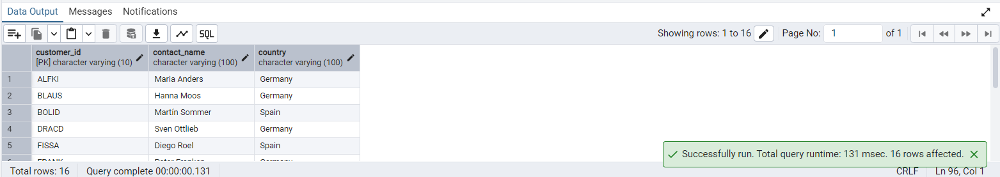 Data Output Messages Notifications
SQL Showing rows: 1 to 16 Page No: 1 of 1
customer_id contact_name country
[PK] character varying (10) character varying (100) character varying (100)
1 ALFKI Maria Anders Germany
2 BLAUS Hanna Moos Germany
3 BOLID Martín Sommer Spain
4 DRACD Sven Ottlieb Germany
5 FISSA Diego Roel Spain
Successfully run. Total query runtime: 131 msec. 16 rows affected.
Total rows: 16 Query complete 00:00:00.131 CRLF Ln 96, Col 1